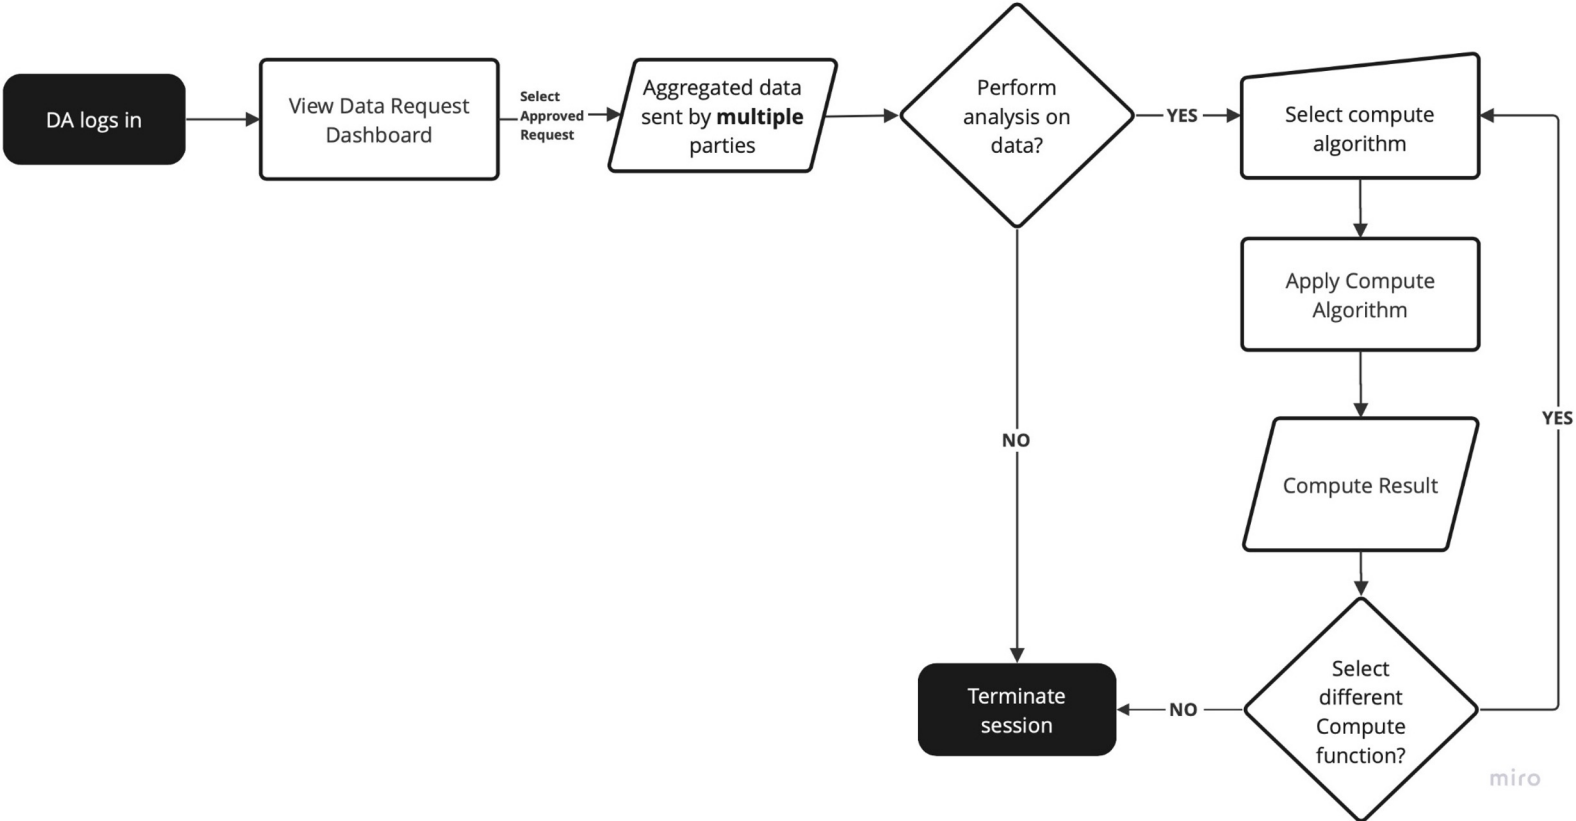 DA logs in
View Data Request
Dashboard
Select
Approved
Request
Aggregated data
sent by multiple
parties
Perform
analysis on
data?
YES
Select compute
algorithm
Apply Compute
Algorithm
Compute Result
YES
NO
Select
different
Compute
function?
NO
Terminate
session
miro